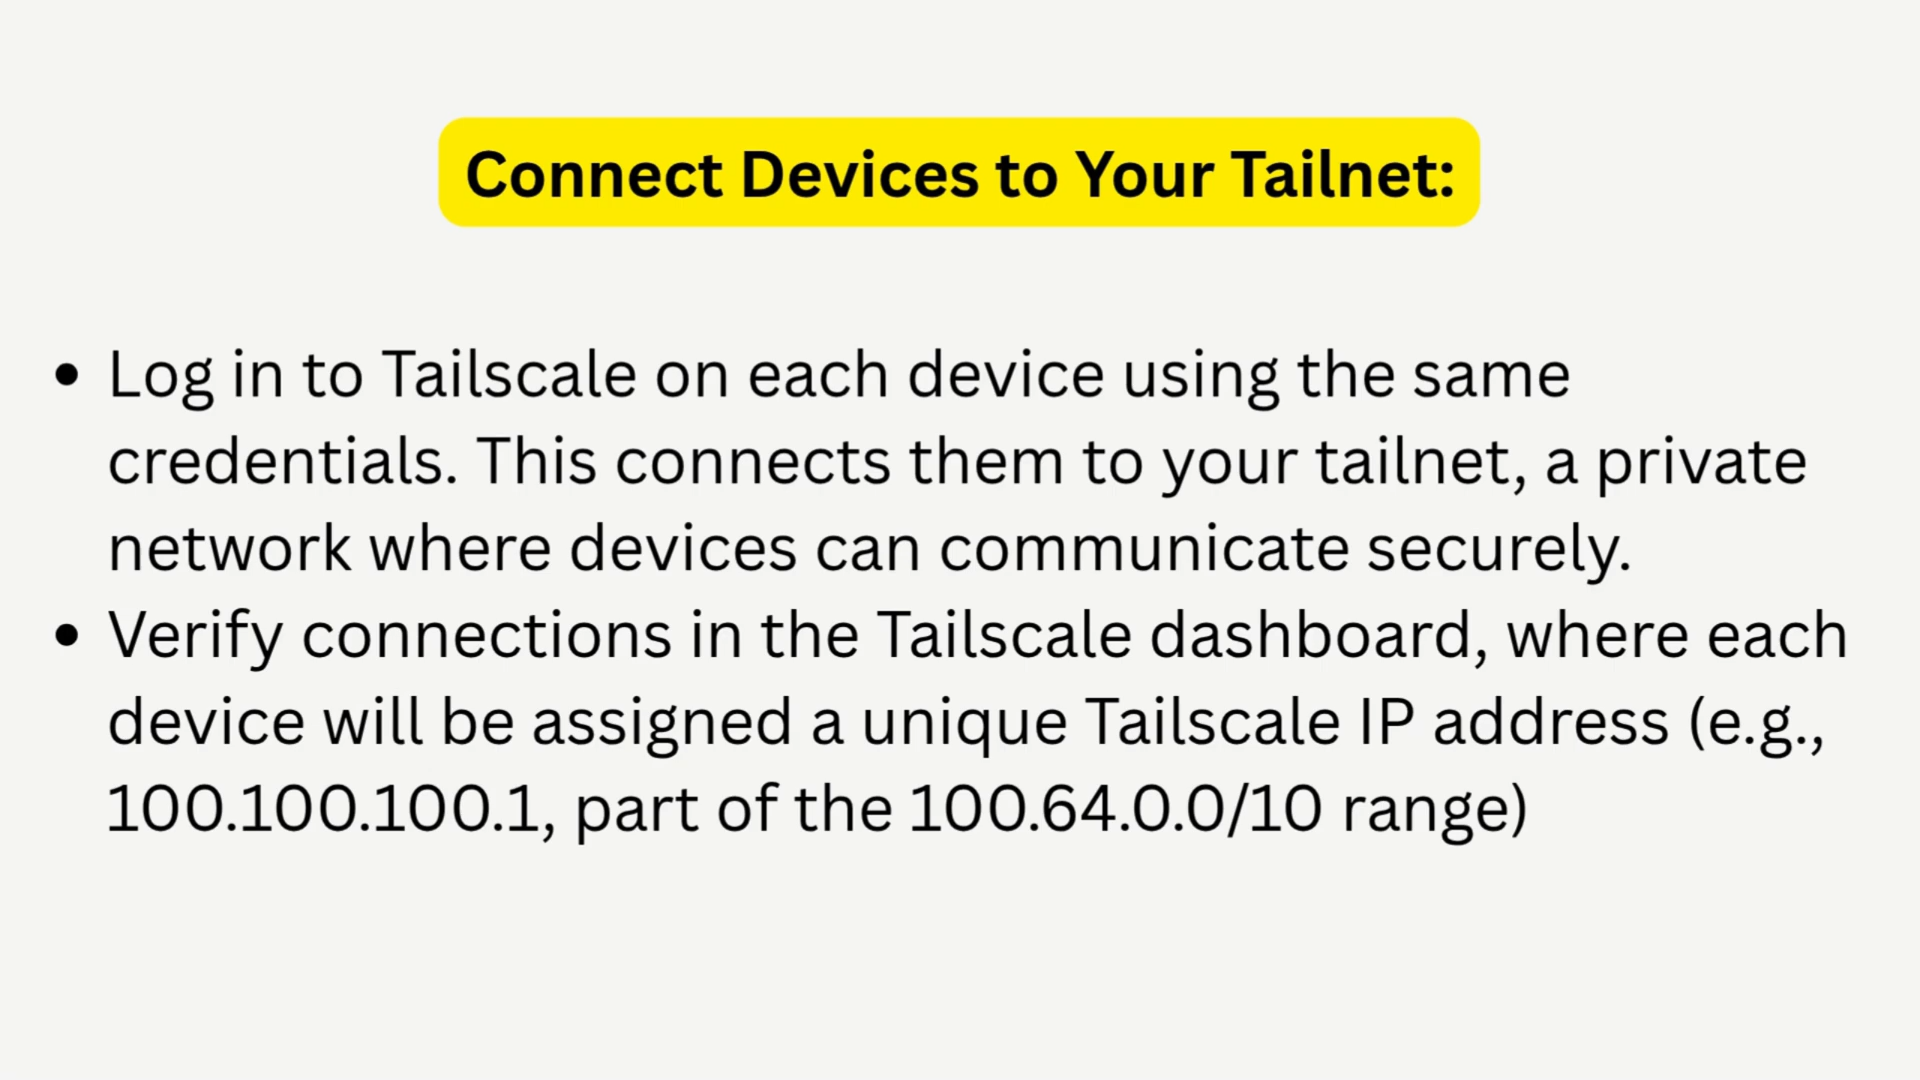 Connect Devices to Your Tailnet:
• Log in to Tailscale on each device using the same
credentials. This connects them to your tailnet, a private
network where devices can communicate securely.
• Verify connections in the Tailscale dashboard, where each
device will be assigned a unique Tailscale IP address (e.g.,
100.100.100.1, part of the 100.64.0.0/10 range)